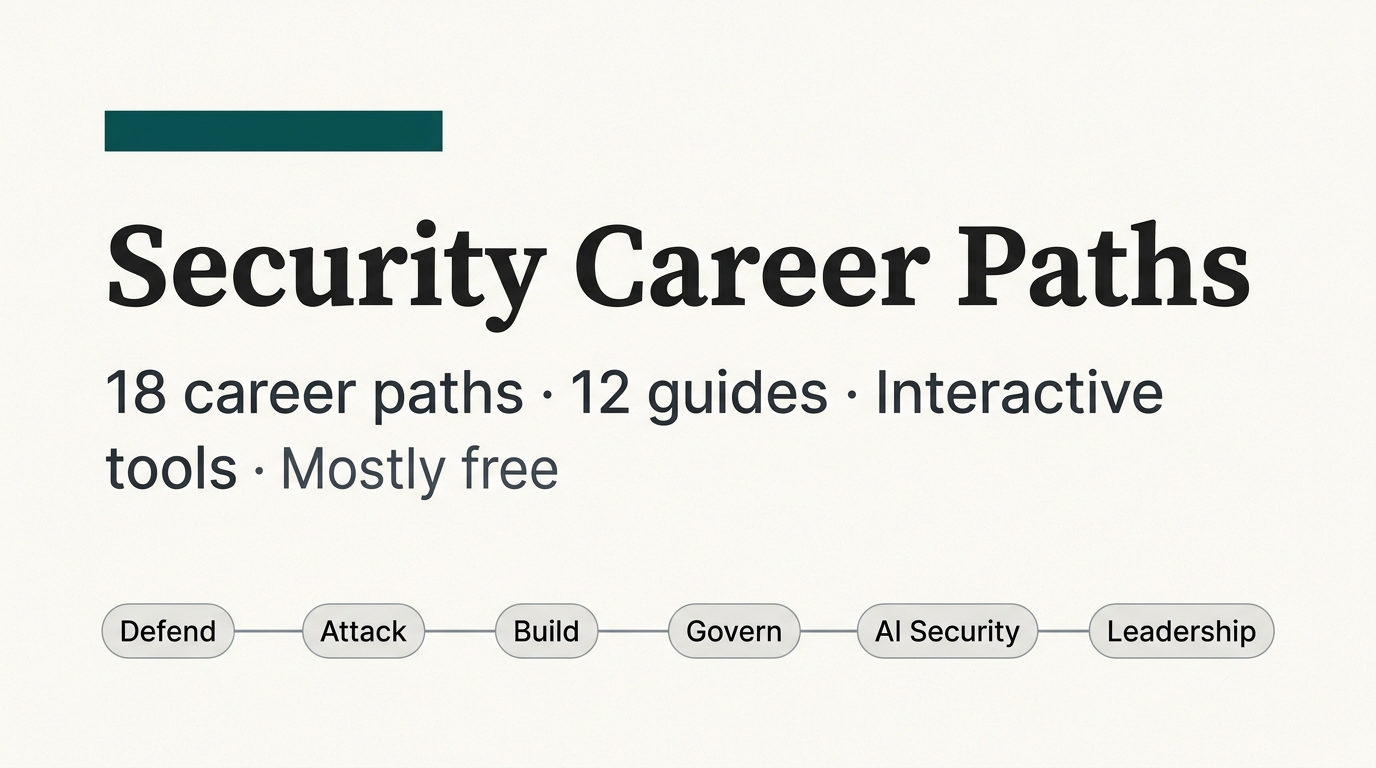 Security Career Paths
18 career paths · 12 guides · Interactive
tools · Mostly free
Defend
Attack
Build
Govern
AI Security
Leadership